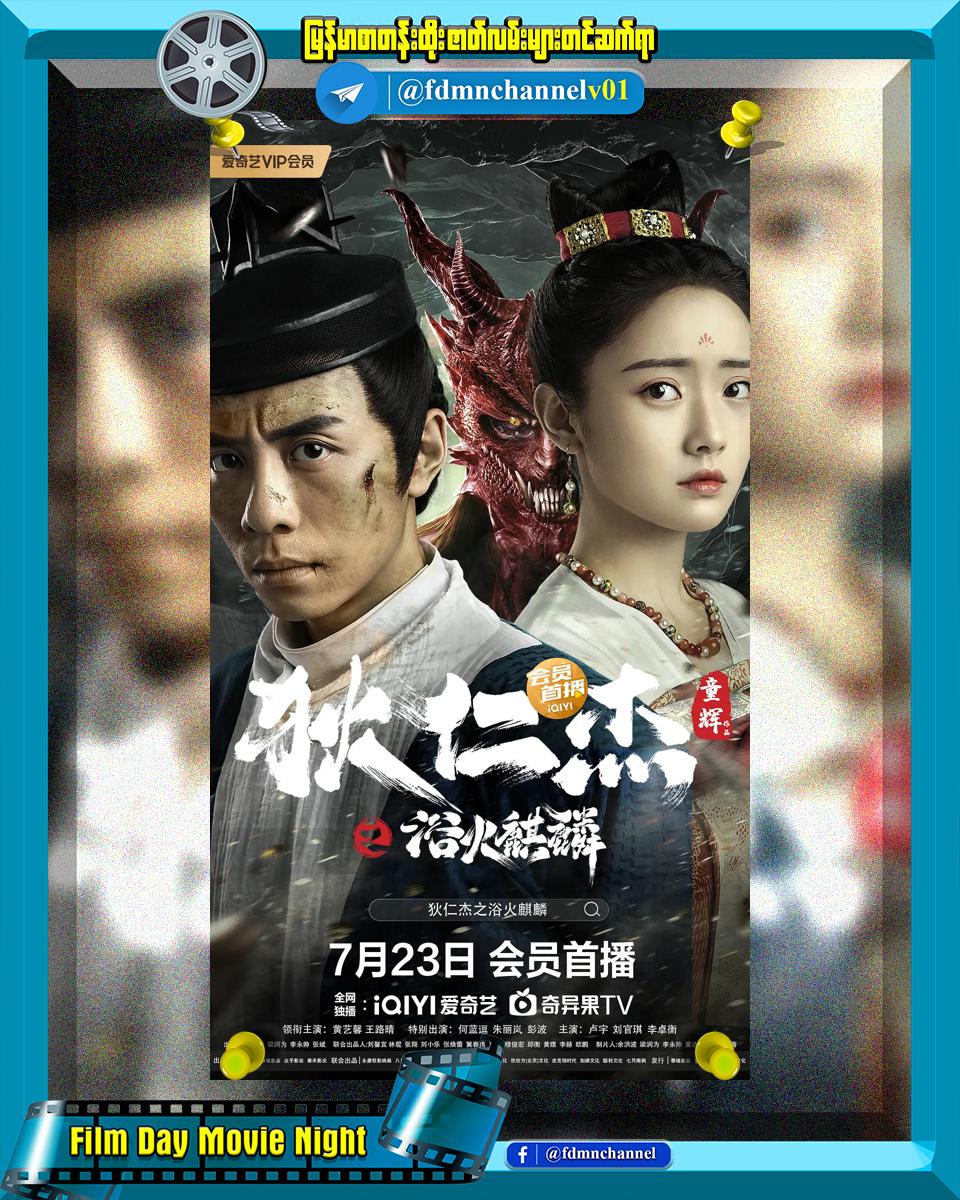 မြန်မာစာတန်းထိုးဇာတ်လမ်းများတင်ဆက်ရာ
@fdmnchannelv01
爱奇艺VIP会员
狄仁杰
会员
首播
iQIYI
童辉
作品
之 浴火麒麟
狄仁杰之浴火麒麟
7月23日 会员首播
全网独播: iQIYI 爱奇艺 奇异果TV
领衔主演: 黄艺馨 王路晴 特别出演: 何蓝逗 朱丽岚 彭波 主演: 卢宇 刘官琪 李卓衡
Film Day Movie Night
@fdmnchannel